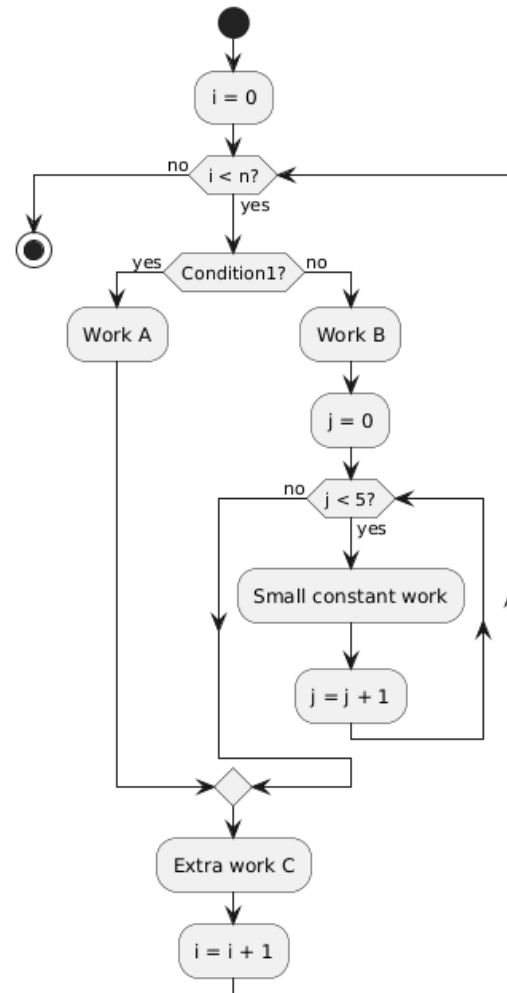 i = 0
no
i < n?
yes
yes
Condition1?
no
Work A
Work B
j = 0
no
j < 5?
yes
Small constant work
j = j + 1
Extra work C
i = i + 1